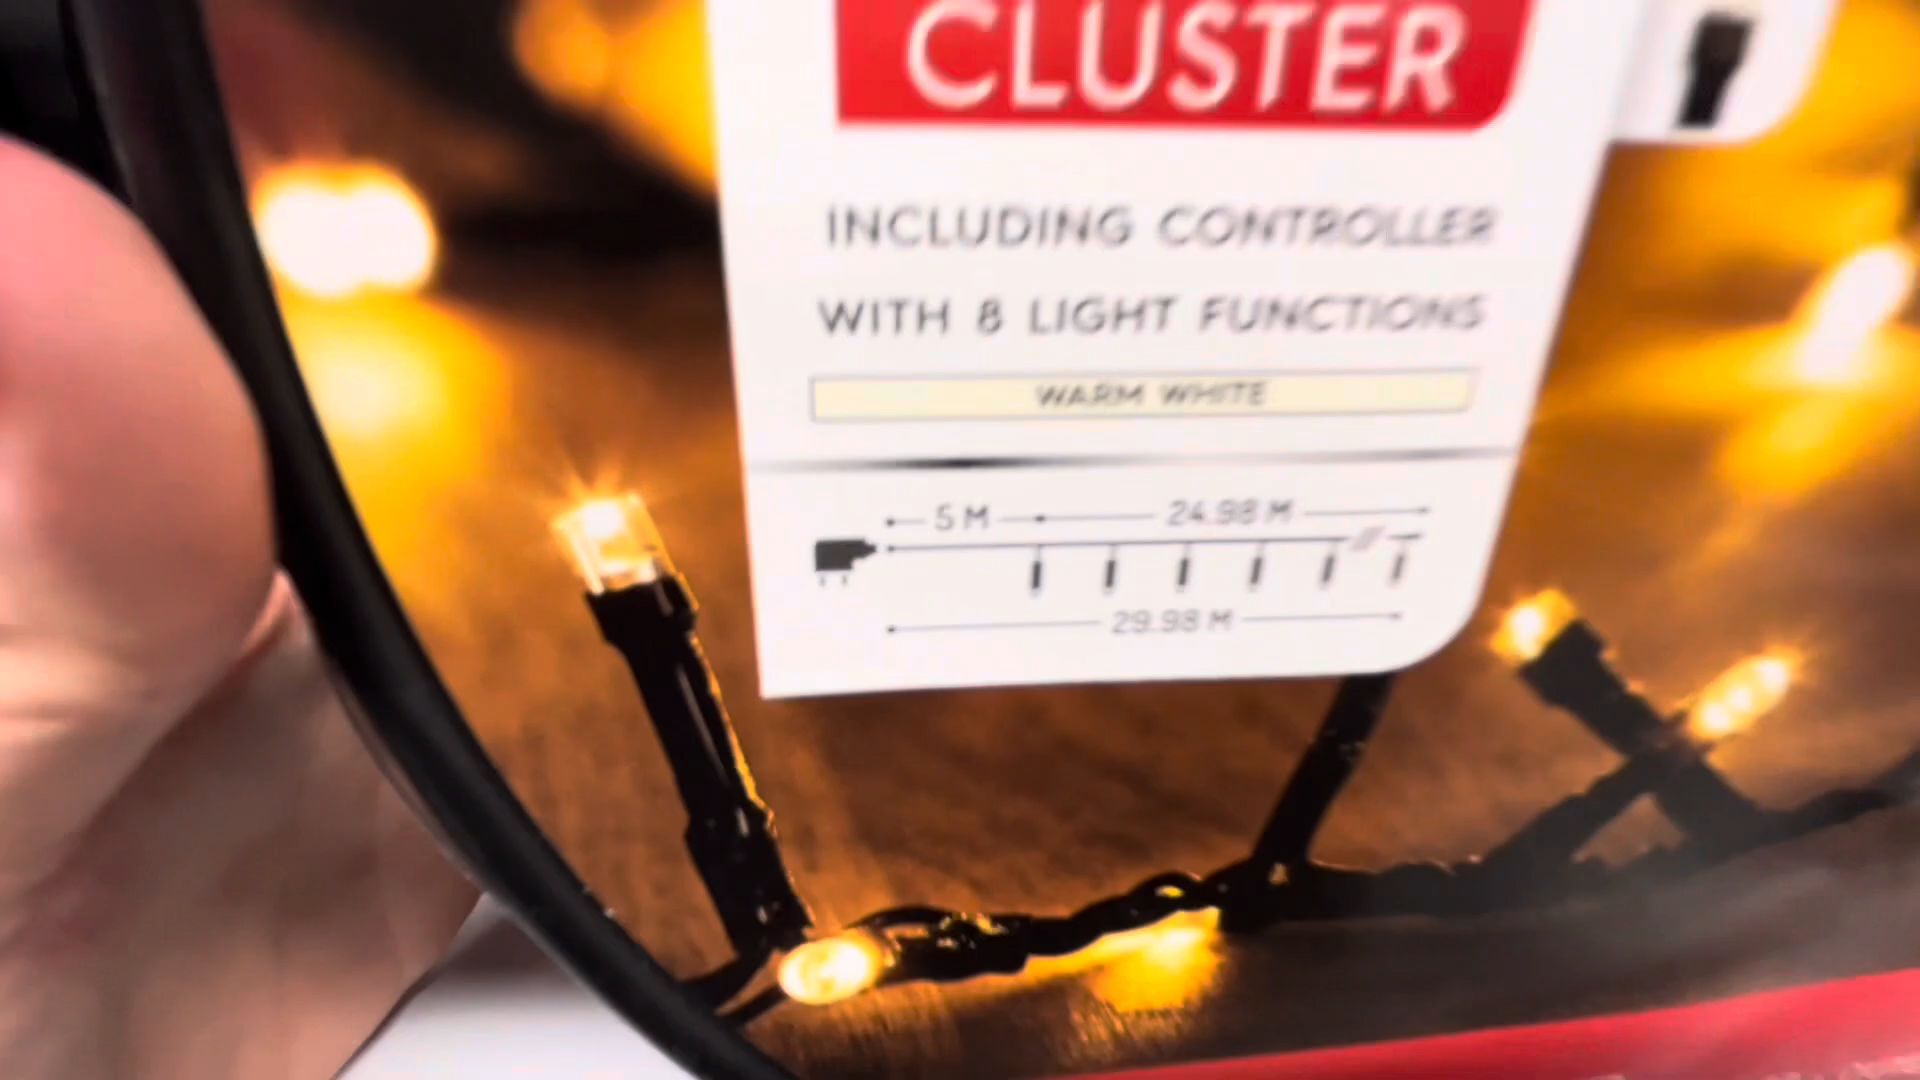 CLUSTER
INCLUDING CONTROLLER
WITH 8 LIGHT FUNCTIONS
WARM WHITE
5 M 24.98 M
29.98 M